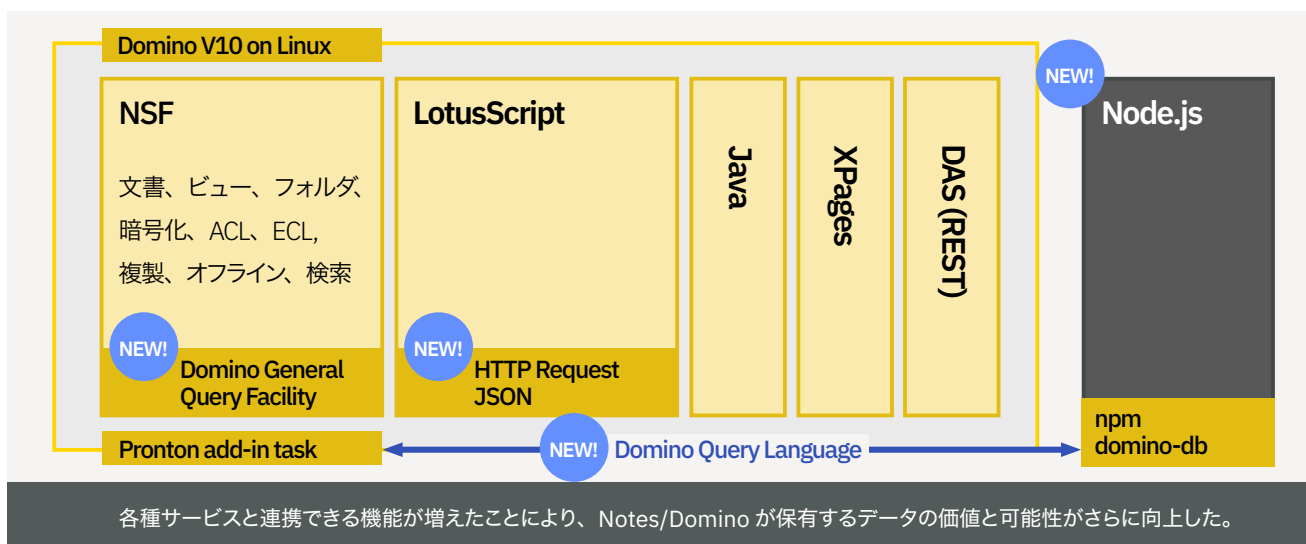 Domino V10 on Linux
NEW!
NSF
文書、ビュー、フォルダ、
暗号化、ACL、ECL,
複製、オフライン、検索
NEW!
Domino General
Query Facility
LotusScript
NEW!
HTTP Request
JSON
Java
XPages
DAS (REST)
Node.js
npm
domino-db
Pronton add-in task
NEW!
Domino Query Language
各種サービスと連携できる機能が増えたことにより、Notes/Domino が保有するデータの価値と可能性がさらに向上した。